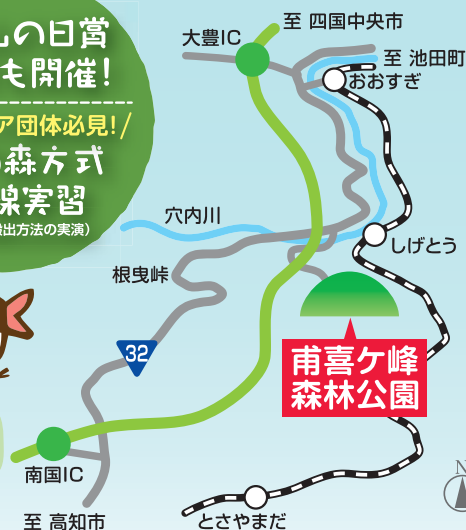 の日賞
も開催!
ア団体必見!/
森方式
線実習
出方法の実演)
至 四国中央市
大豊IC
至 池田町
おおすぎ
穴内川
しげとう
根曳峠
32
甫喜ケ峰
森林公園
南国IC
至 高知市
とさやまだ
N